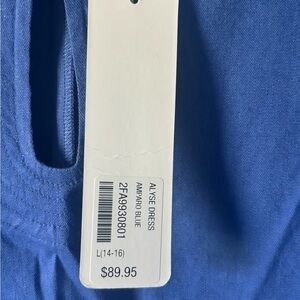 ALYSE DRESS
AMPARO BLUE
2FA9930801
L(14-16)
$89.95